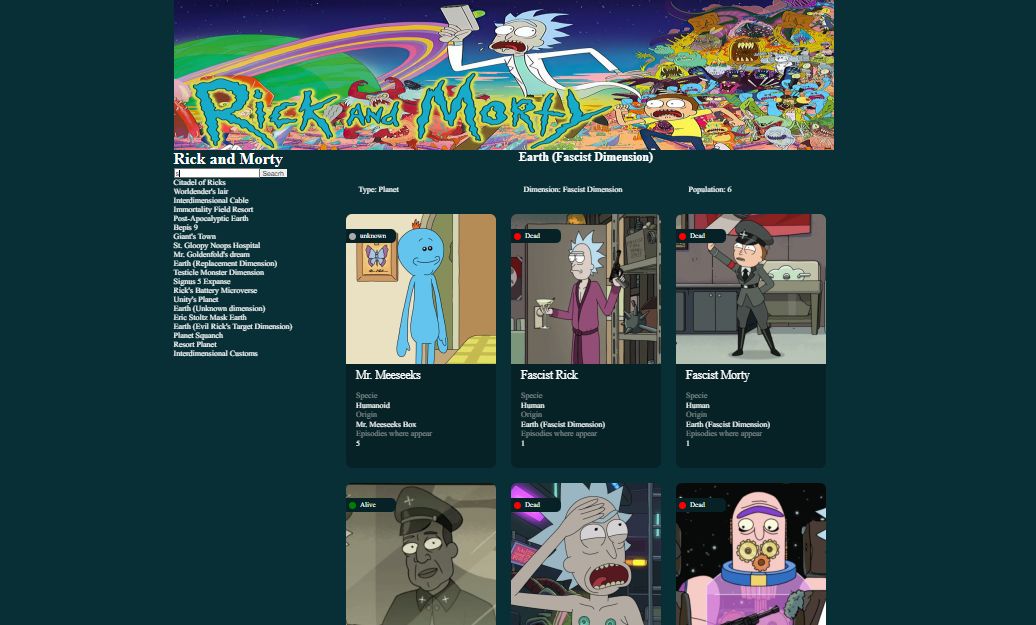 Rick and Morty
Rick and Morty
Seacrh
Citadel of Ricks
Worldender's lair
Interdimensional Cable
Immortality Field Resort
Post-Apocalyptic Earth
Bepis 9
Giant's Town
St. Gloopy Noops Hospital
Mr. Goldenfold's dream
Earth (Replacement Dimension)
Testicle Monster Dimension
Signus 5 Expanse
Rick's Battery Microverse
Unity's Planet
Earth (Unknown dimension)
Eric Stoltz Mask Earth
Earth (Evil Rick's Target Dimension)
Planet Squanch
Resort Planet
Interdimensional Customs
Earth (Fascist Dimension)
Type: Planet
Dimension: Fascist Dimension
Population: 6
unknown
Mr. Meeseeks
Specie
Humanoid
Origin
Mr. Meeseeks Box
Episodies where appear
5
Dead
Fascist Rick
Specie
Human
Origin
Earth (Fascist Dimension)
Episodies where appear
1
Dead
Fascist Morty
Specie
Human
Origin
Earth (Fascist Dimension)
Episodies where appear
1
Alive
Dead
Dead